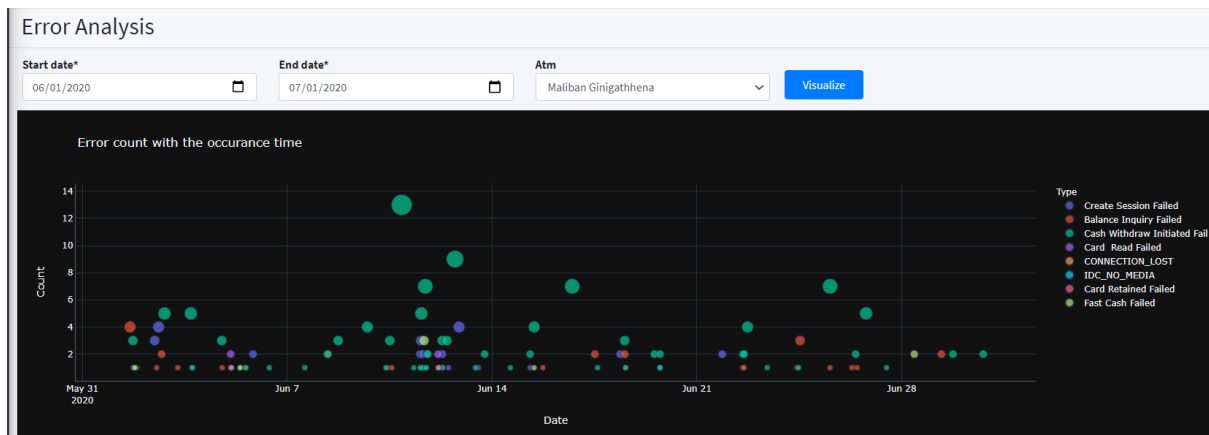 Error Analysis
Start date* End date* Atm
06/01/2020 07/01/2020 Maliban Ginigathhena Visualize
Error count with the occurance time
14
12
10
8
6
4
2
Count
May 31 Jun 7 Jun 14 Jun 21 Jun 28
2020
Date
Type
Create Session Failed
Balance Inquiry Failed
Cash Withdraw Initiated Fail
Card Read Failed
CONNECTION_LOST
IDC_NO_MEDIA
Card Retained Failed
Fast Cash Failed